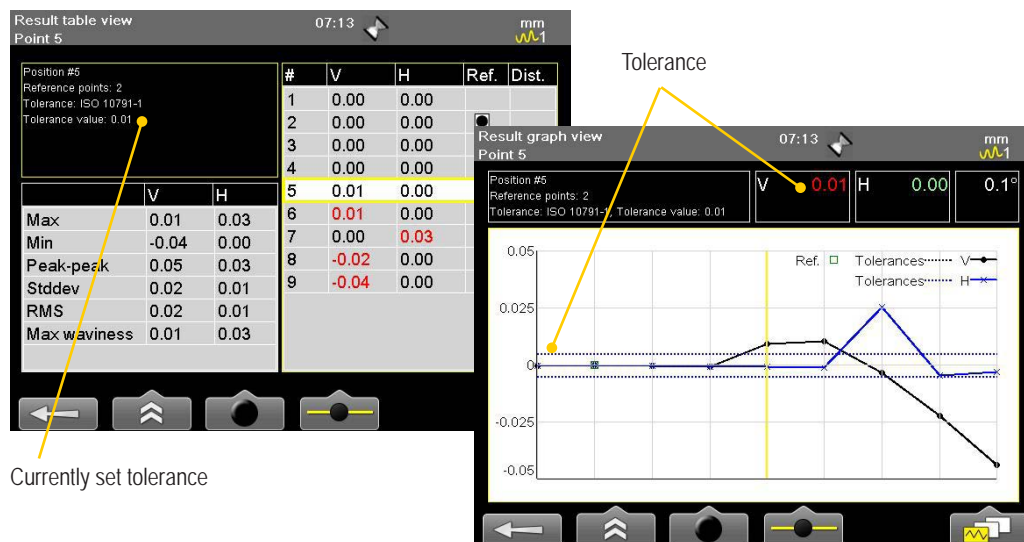 Result table view
Point 5
07:13
mm
1
Position #5
Reference points: 2
Tolerance: ISO 10791-1
Tolerance value: 0.01
V H
Max 0.01 0.03
Min -0.04 0.00
Peak-peak 0.05 0.03
Stddev 0.02 0.01
RMS 0.02 0.01
Max waviness 0.01 0.03
# V H Ref. Dist.
1 0.00 0.00
2 0.00 0.00
3 0.00 0.00
4 0.00 0.00
5 0.01 0.00
6 0.01 0.00
7 0.00 0.03
8 -0.02 0.00
9 -0.04 0.00
Currently set tolerance
Tolerance
Result graph view
Point 5
07:13
mm
1
Position #5
Reference points: 2
Tolerance: ISO 10791-1, Tolerance value: 0.01
V 0.01 H 0.00 0.1°
Ref. Tolerances V
Tolerances H
0.05
0.025
0
-0.025
-0.05